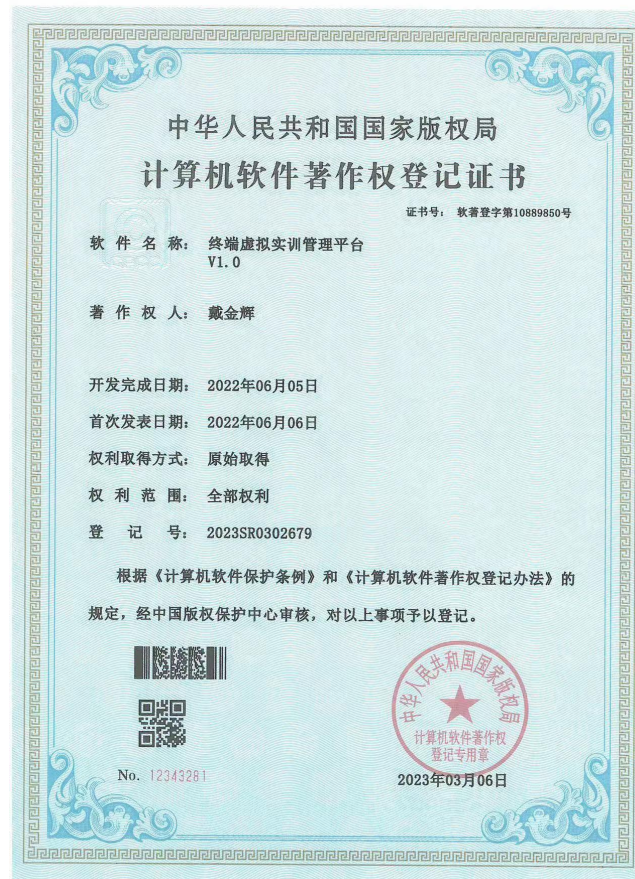 中华人民共和国国家版权局
计算机软件著作权登记证书
证书号： 软著登字第10889850号
软件名称： 终端虚拟实训管理平台
V1.0
著作权人： 戴金辉
开发完成日期： 2022年06月05日
首次发表日期： 2022年06月06日
权利取得方式： 原始取得
权利范围： 全部权利
登记号： 2023SR0302679
根据《计算机软件保护条例》和《计算机软件著作权登记办法》的
规定，经中国版权保护中心审核，对以上事项予以登记。
中华人民共和国国家版权局
计算机软件著作权
登记专用章
No. 12343281
2023年03月06日